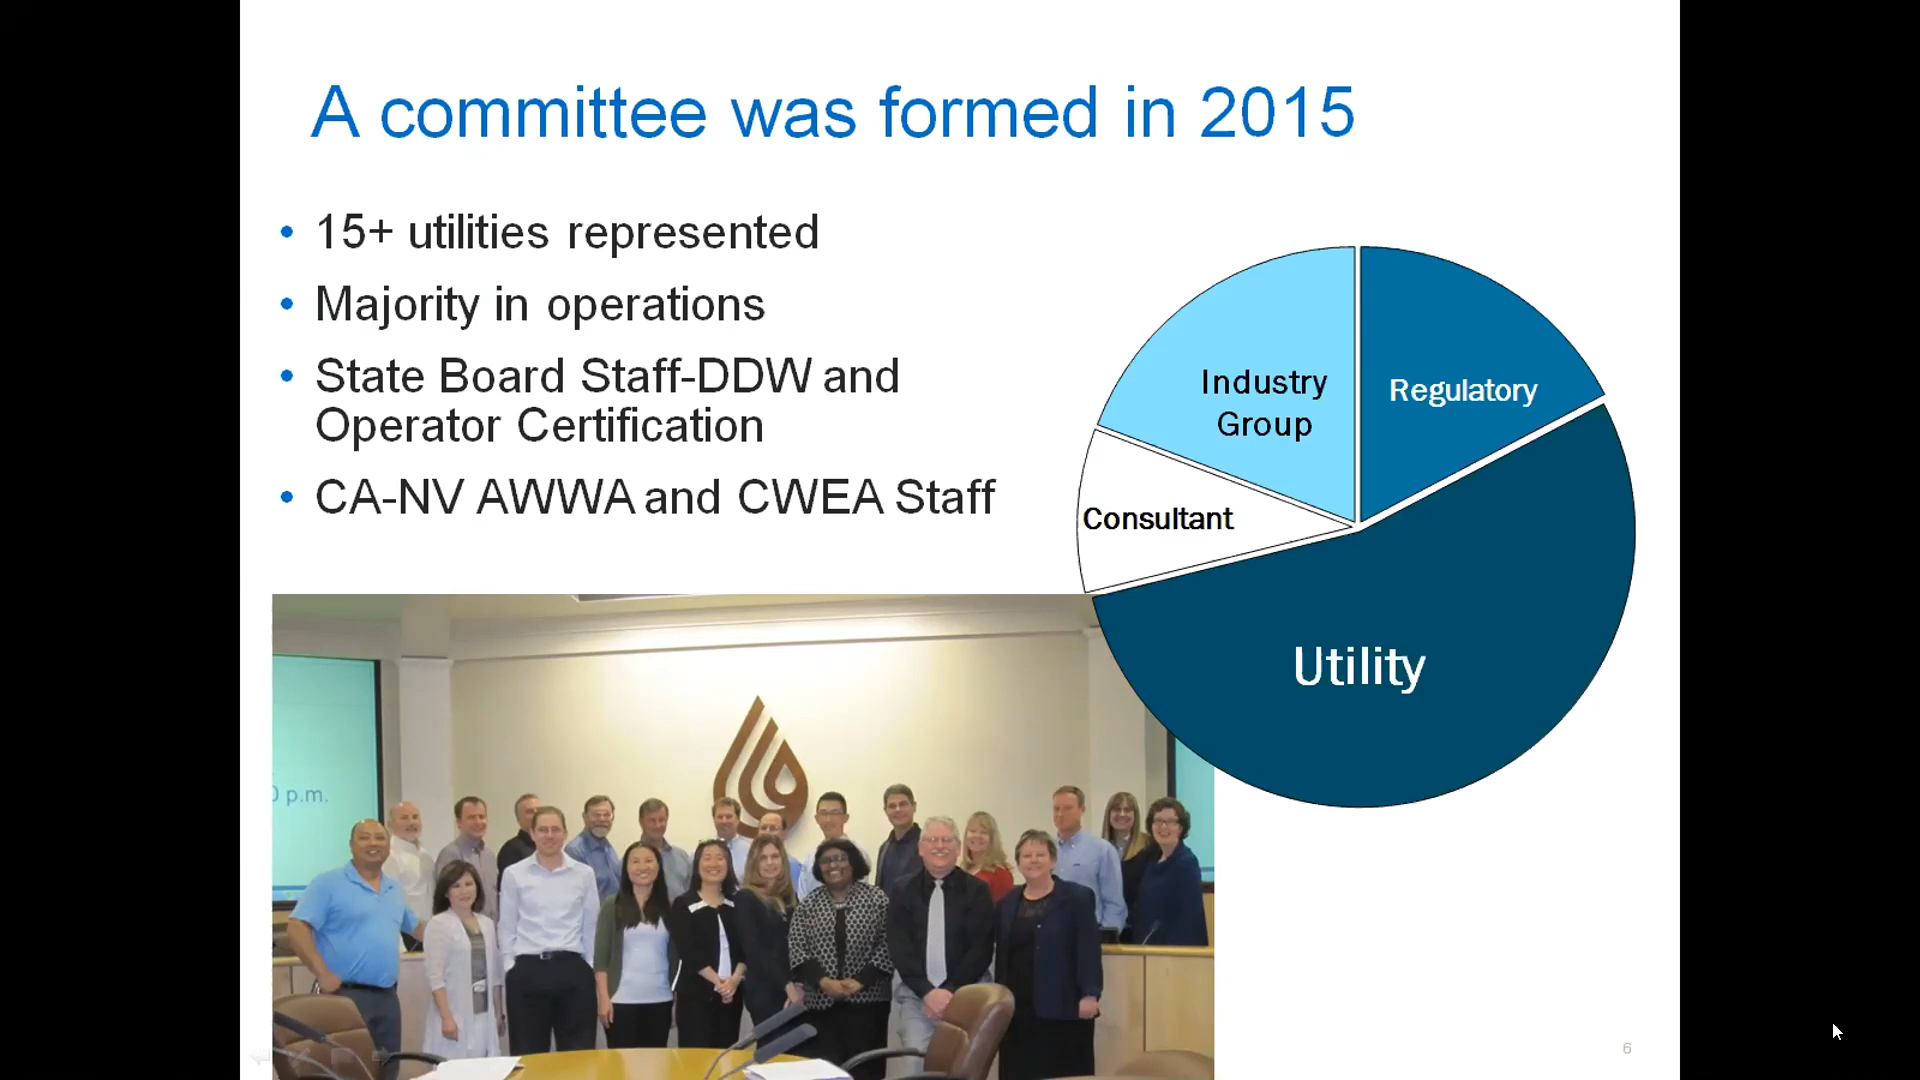 A committee was formed in 2015
• 15+ utilities represented
• Majority in operations
• State Board Staff-DDW and
Operator Certification
• CA-NV AWWA and CWEA Staff
Industry
Group
Regulatory
Consultant
Utility
0 p.m.
6